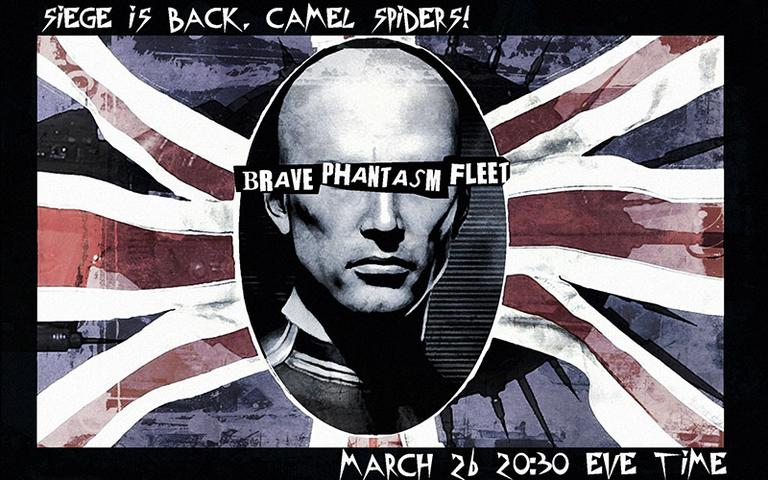 SIEGE IS BACK, CAMEL SPIDERS!
BRAVE PHANTASM FLEET
MARCH 26 20:30 EVE TIME